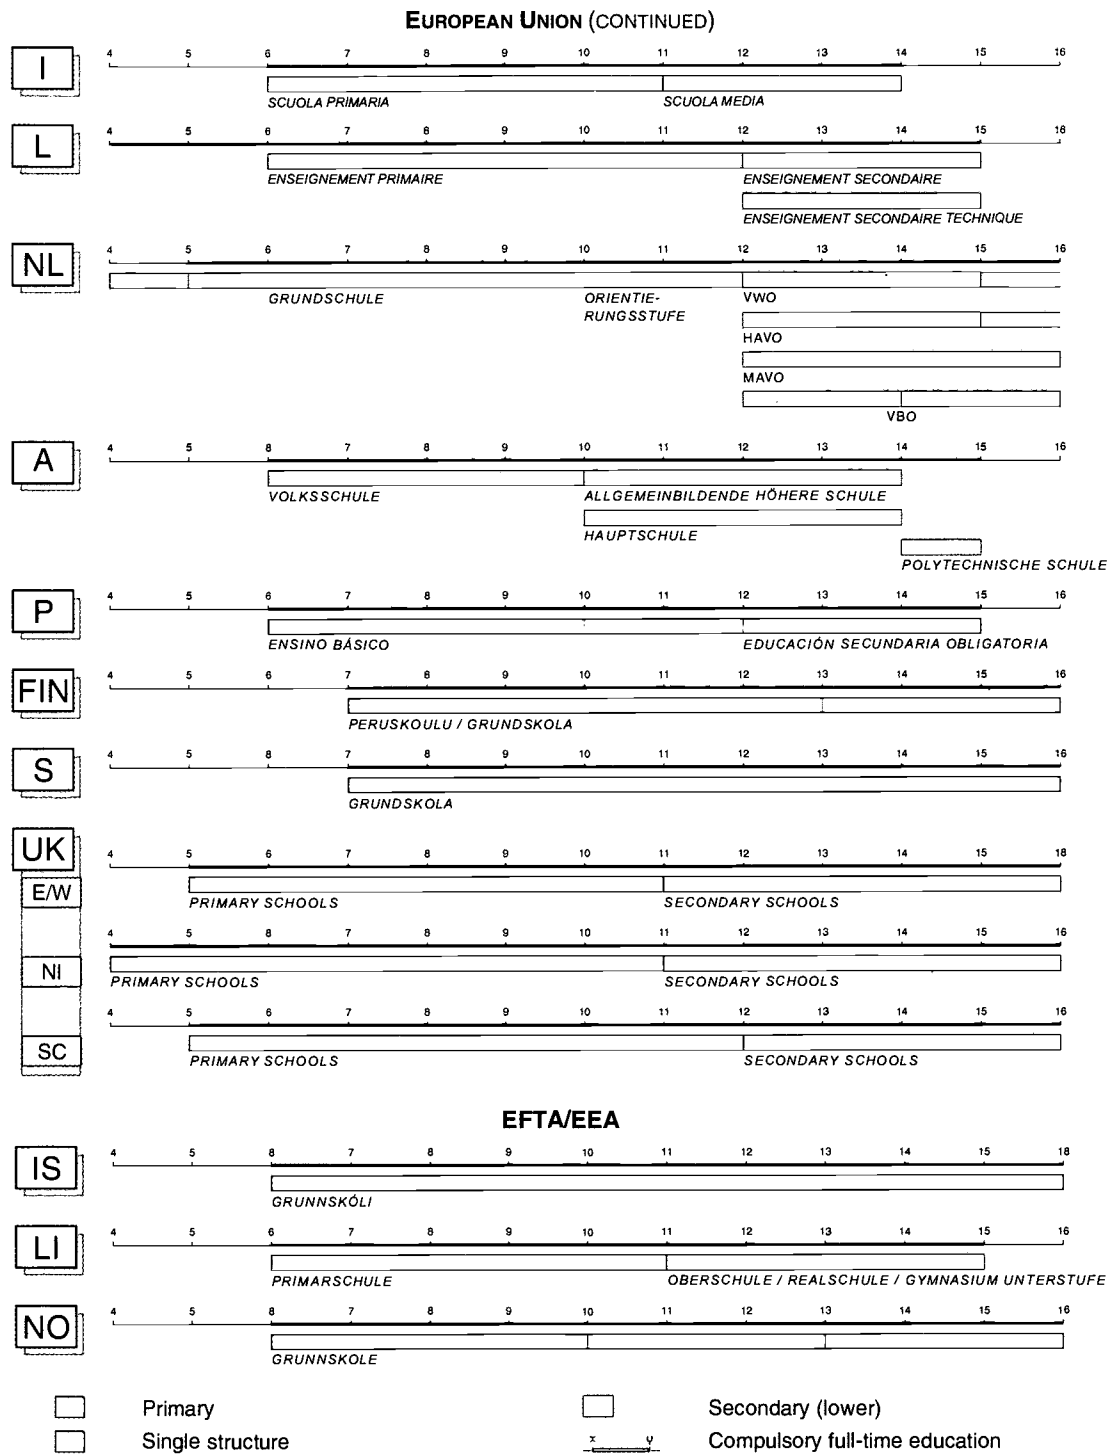 EUROPEAN UNION (CONTINUED)
4 5 6 7 8 9 10 11 12 13 14 15 16
I
SCUOLA PRIMARIA SCUOLA MEDIA
4 5 6 7 8 9 10 11 12 13 14 15 16
L
ENSEIGNEMENT PRIMAIRE ENSEIGNEMENT SECONDAIRE
ENSEIGNEMENT SECONDAIRE TECHNIQUE
4 5 6 7 8 9 10 11 12 13 14 15 16
NL
GRUNDSCHULE ORIENTIE- VWO
RUNGSSTUFE
HAVO
MAVO
VBO
4 5 6 7 8 9 10 11 12 13 14 15 16
A
VOLKSSCHULE ALLGEMEINBILDENDE HÖHERE SCHULE
HAUPTSCHULE
POLYTECHNISCHE SCHULE
4 5 6 7 8 9 10 11 12 13 14 15 16
P
ENSINO BÁSICO EDUCACIÓN SECUNDARIA OBLIGATORIA
4 5 6 7 8 9 10 11 12 13 14 15 16
FIN
PERUSKOULU / GRUNDSKOLA
4 5 6 7 8 9 10 11 12 13 14 15 16
S
GRUNDSKOLA
UK
4 5 6 7 8 9 10 11 12 13 14 15 16
E/W
PRIMARY SCHOOLS SECONDARY SCHOOLS
4 5 6 7 8 9 10 11 12 13 14 15 16
NI
PRIMARY SCHOOLS SECONDARY SCHOOLS
4 5 6 7 8 9 10 11 12 13 14 15 16
SC
PRIMARY SCHOOLS SECONDARY SCHOOLS
EFTA/EEA
4 5 6 7 8 9 10 11 12 13 14 15 16
IS
GRUNNSKÓLI
4 5 6 7 8 9 10 11 12 13 14 15 16
LI
PRIMARSCHULE OBERSCHULE / REALSCHULE / GYMNASIUM UNTERSTUFE
4 5 6 7 8 9 10 11 12 13 14 15 16
NO
GRUNNSKOLE
Primary Secondary (lower)
Single structure x y Compulsory full-time education